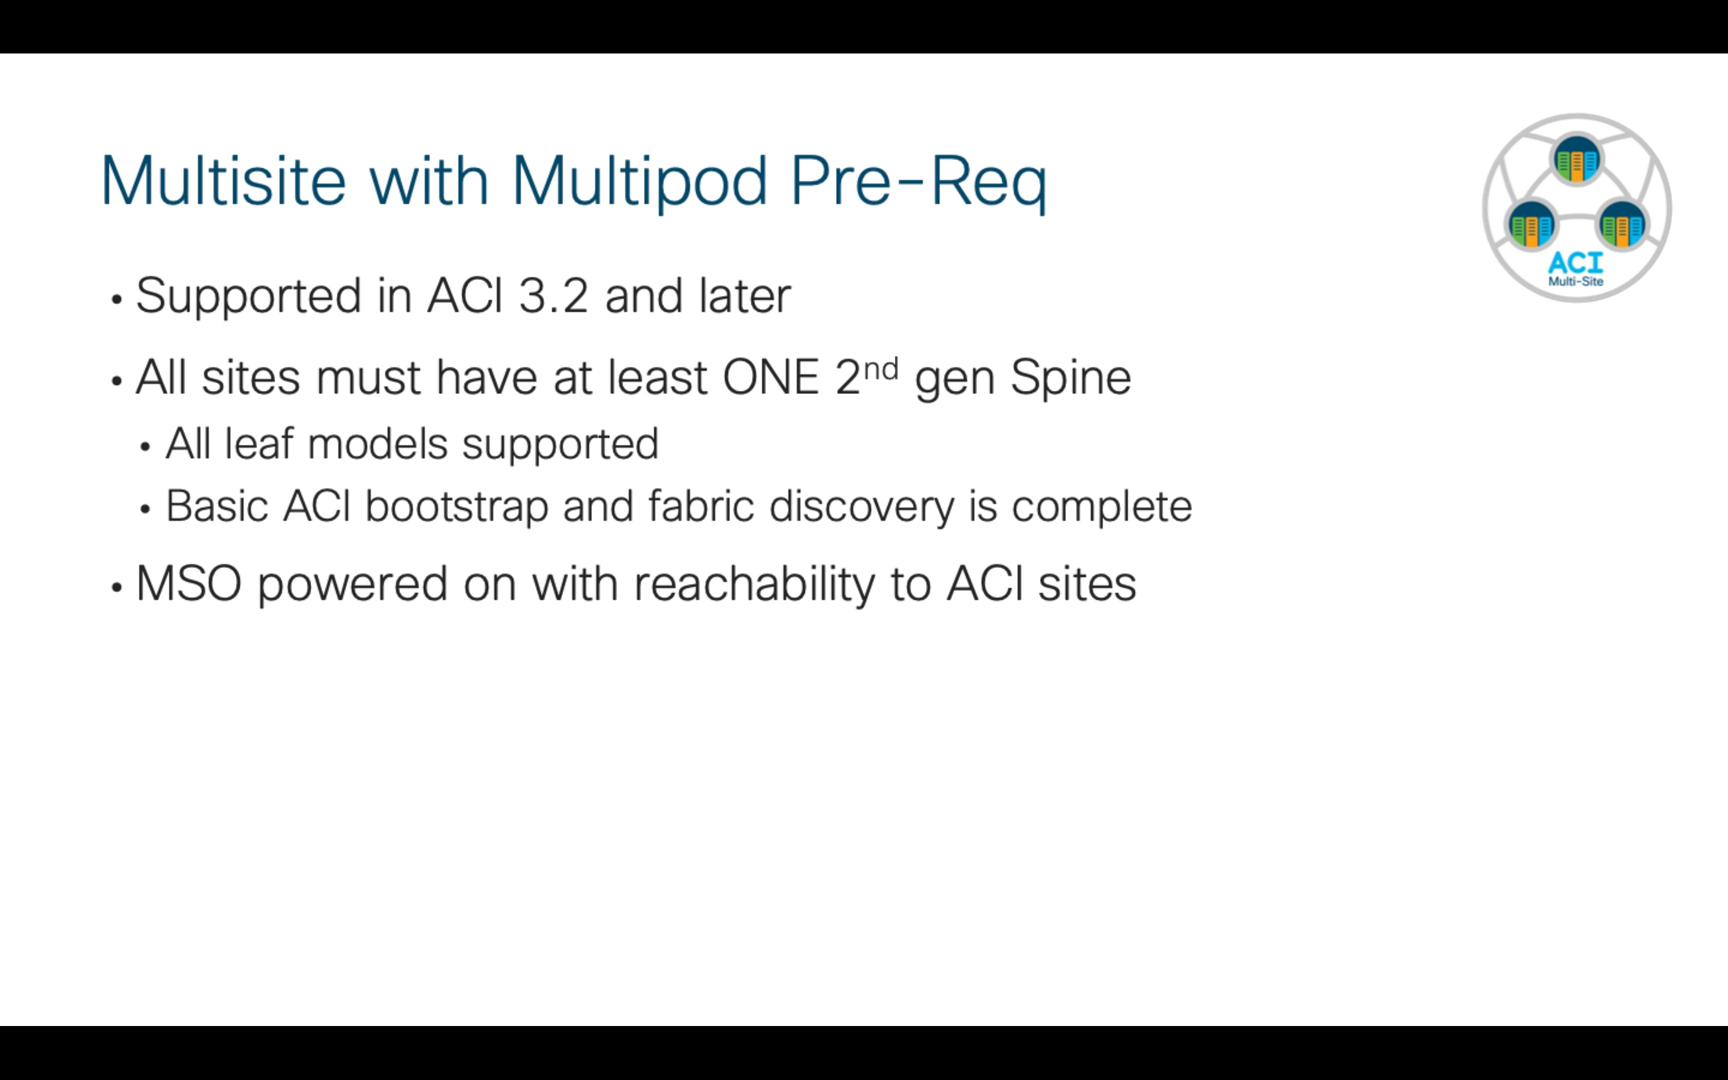 Multisite with Multipod Pre-Req
ACI
Multi-Site
• Supported in ACI 3.2 and later
• All sites must have at least ONE 2nd gen Spine
• All leaf models supported
• Basic ACI bootstrap and fabric discovery is complete
• MSO powered on with reachability to ACI sites